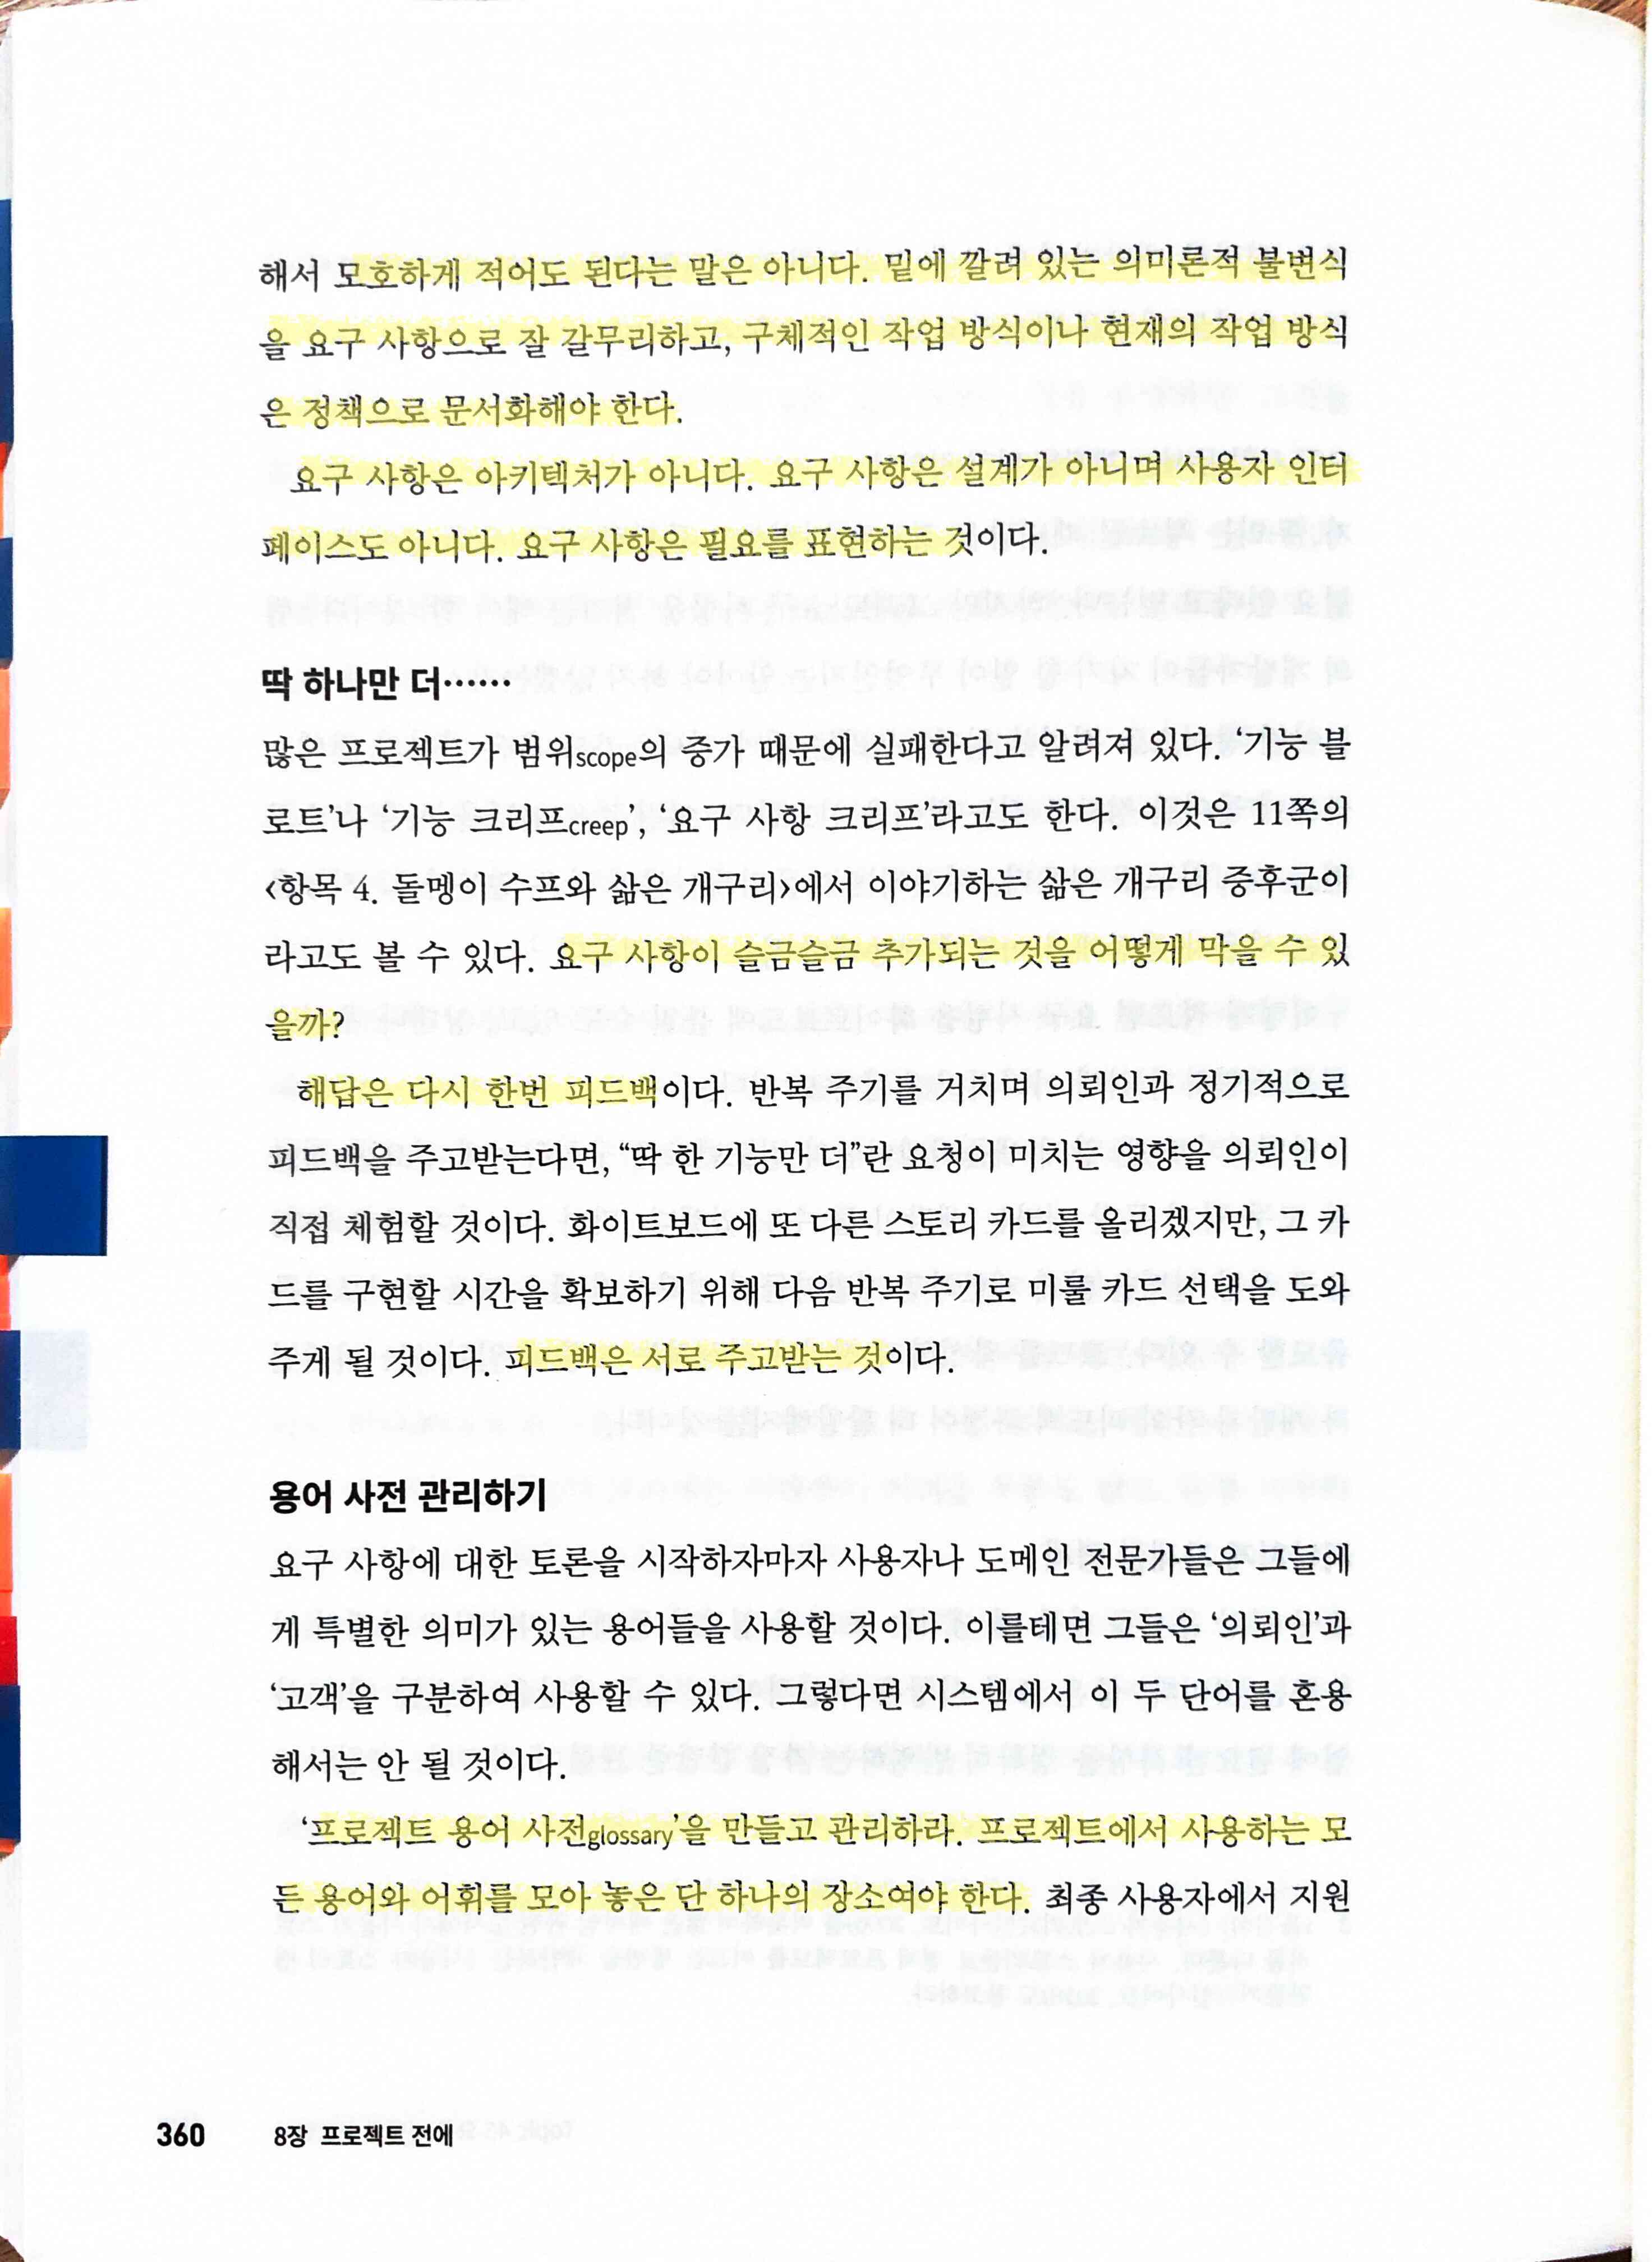 해서 모호하게 적어도 된다는 말은 아니다. 밑에 깔려 있는 의미론적 불변식
을 요구 사항으로 잘 갈무리하고, 구체적인 작업 방식이나 현재의 작업 방식
은 정책으로 문서화해야 한다.
요구 사항은 아키텍처가 아니다. 요구 사항은 설계가 아니며 사용자 인터
페이스도 아니다. 요구 사항은 필요를 표현하는 것이다.
딱 하나만 더……
많은 프로젝트가 범위scope의 증가 때문에 실패한다고 알려져 있다. ‘기능 블
로트’나 ‘기능 크리프creep’, ‘요구 사항 크리프’라고도 한다. 이것은 11쪽의
<항목 4. 돌멩이 수프와 삶은 개구리>에서 이야기하는 삶은 개구리 증후군이
라고도 볼 수 있다. 요구 사항이 슬금슬금 추가되는 것을 어떻게 막을 수 있
을까?
해답은 다시 한번 피드백이다. 반복 주기를 거치며 의뢰인과 정기적으로
피드백을 주고받는다면, “딱 한 기능만 더”란 요청이 미치는 영향을 의뢰인이
직접 체험할 것이다. 화이트보드에 또 다른 스토리 카드를 올리겠지만, 그 카
드를 구현할 시간을 확보하기 위해 다음 반복 주기로 미룰 카드 선택을 도와
주게 될 것이다. 피드백은 서로 주고받는 것이다.
용어 사전 관리하기
요구 사항에 대한 토론을 시작하자마자 사용자나 도메인 전문가들은 그들에
게 특별한 의미가 있는 용어들을 사용할 것이다. 이를테면 그들은 ‘의뢰인’과
‘고객’을 구분하여 사용할 수 있다. 그렇다면 시스템에서 이 두 단어를 혼용
해서는 안 될 것이다.
‘프로젝트 용어 사전glossary’을 만들고 관리하라. 프로젝트에서 사용하는 모
든 용어와 어휘를 모아 놓은 단 하나의 장소여야 한다. 최종 사용자에서 지원
360 8장 프로젝트 전에